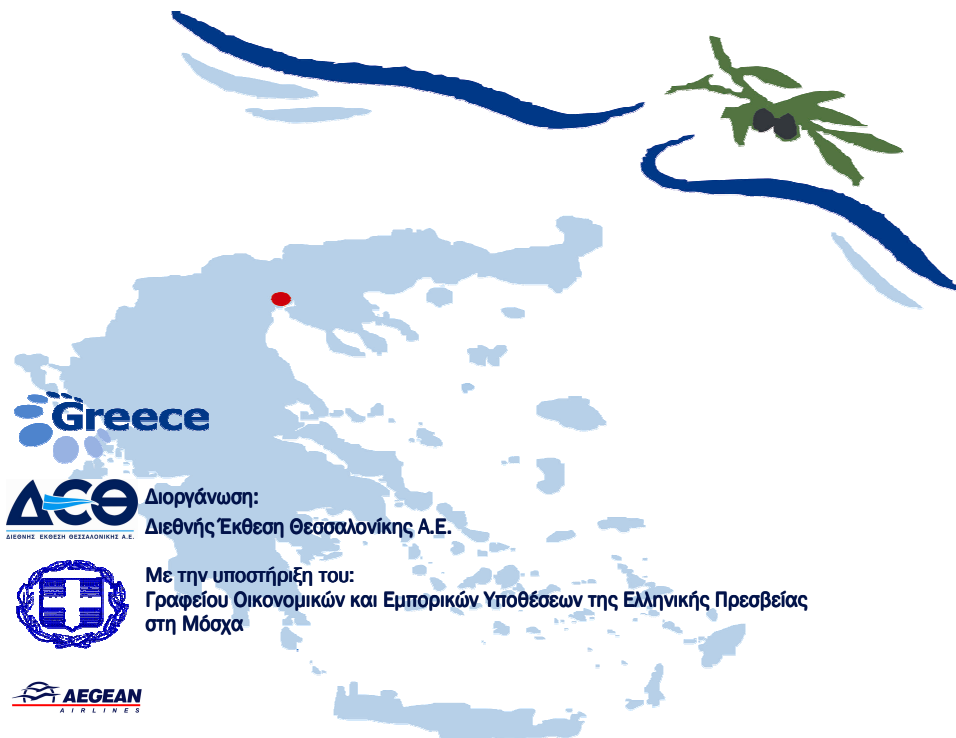 Greece
ΔΕΘ
ΔΙΕΘΝΗΣ ΕΚΘΕΣΗ ΘΕΣΣΑΛΟΝΙΚΗΣ Α.Ε.
Διοργάνωση:
Διεθνής Έκθεση Θεσσαλονίκης Α.Ε.
Με την υποστήριξη του:
Γραφείου Οικονομικών και Εμπορικών Υποθέσεων της Ελληνικής Πρεσβείας
στη Μόσχα
AEGEAN
AIRLINES